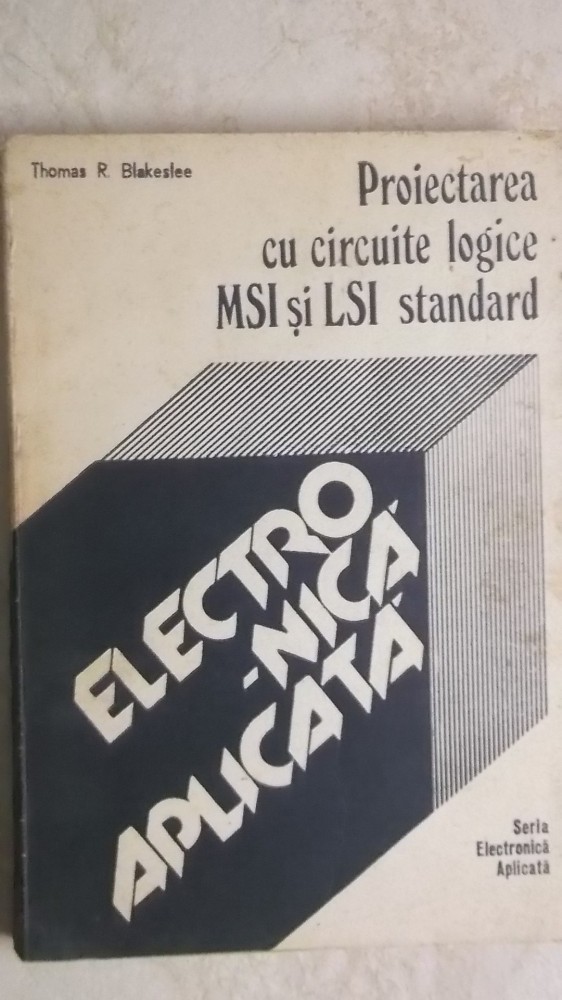 Thomas R. Blakeslee
Proiectarea
cu circuite logice
MSI și LSI standard
ELECTRO
-NICĂ
APLICATĂ
Seria
Electronică
Aplicată